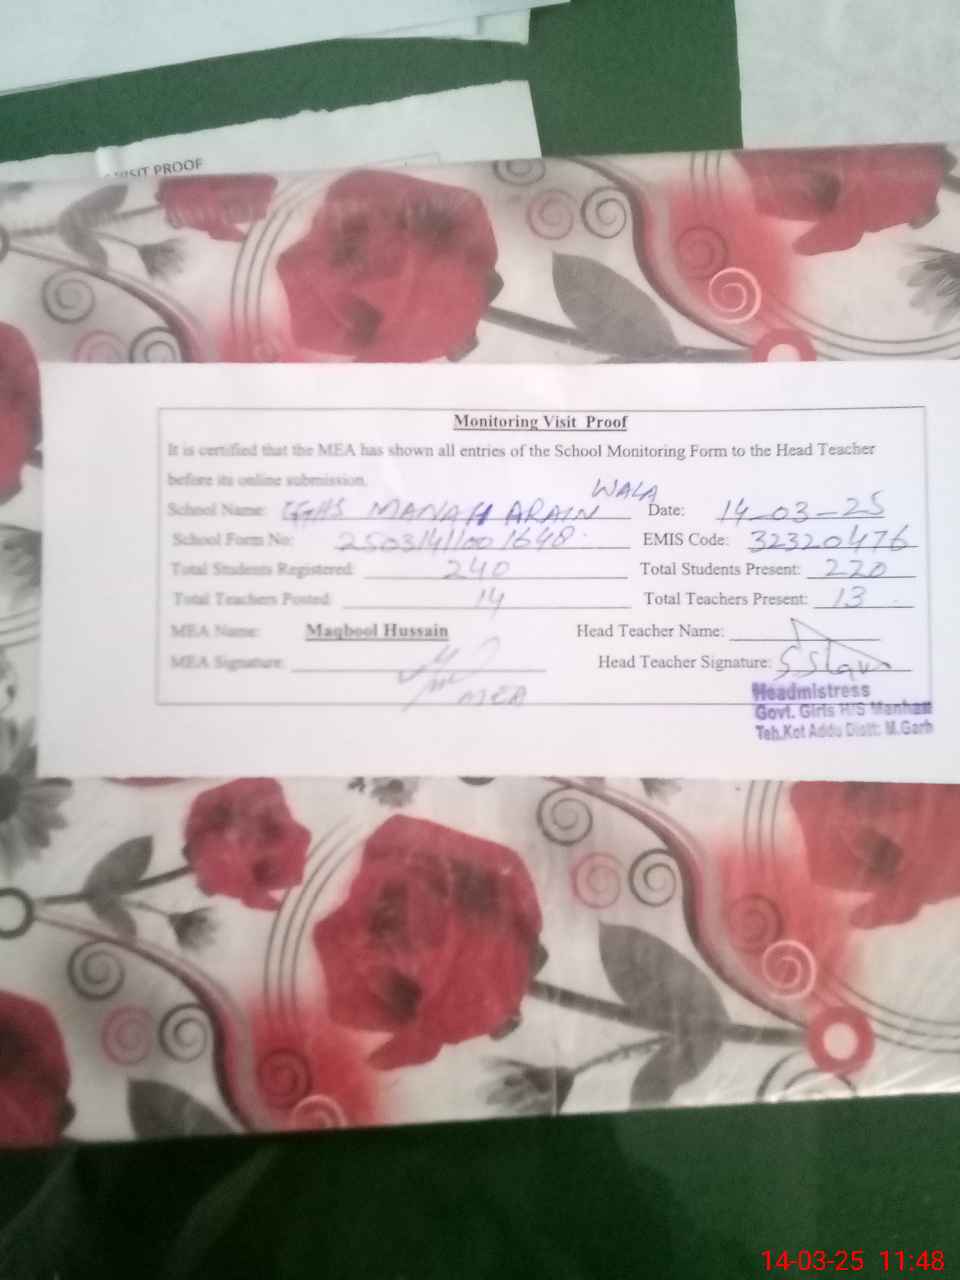 VISIT PROOF
Monitoring Visit Proof
It is certified that the MEA has shown all entries of the School Monitoring Form to the Head Teacher
before its online submission.
WALA
School Name: GGHS MANAH ARAIN Date: 14-03-25
School Form No: 2503141001648 EMIS Code: 32320476
Total Students Registered: 240 Total Students Present: 220
Total Teachers Posted: 14 Total Teachers Present: 13
MEA Name: Maqbool Hussain Head Teacher Name:
MEA Signature: Head Teacher Signature:
MEA
Headmistress
Govt. Girls H/S Manhan
Teh.Kot Addu Distt: M.Garh
14-03-25 11:48